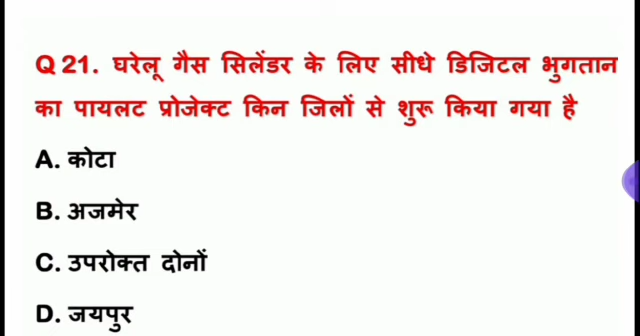 Q 21. घरेलू गैस सिलेंडर के लिए सीधे डिजिटल भुगतान
का पायलट प्रोजेक्ट किन जिलों से शुरू किया गया है
A. कोटा
B. अजमेर
C. उपरोक्त दोनों
D. जयपुर